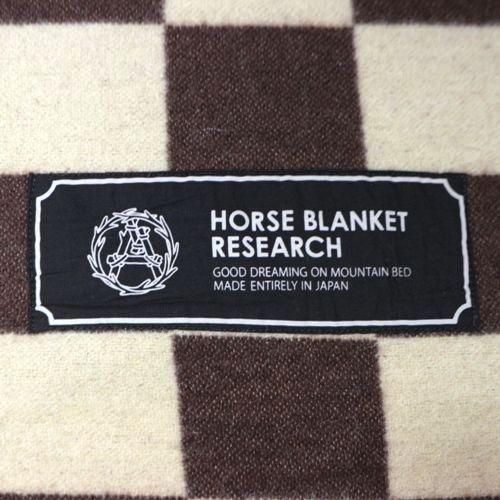 HORSE BLANKET
RESEARCH
GOOD DREAMING ON MOUNTAIN BED
MADE ENTIRELY IN JAPAN